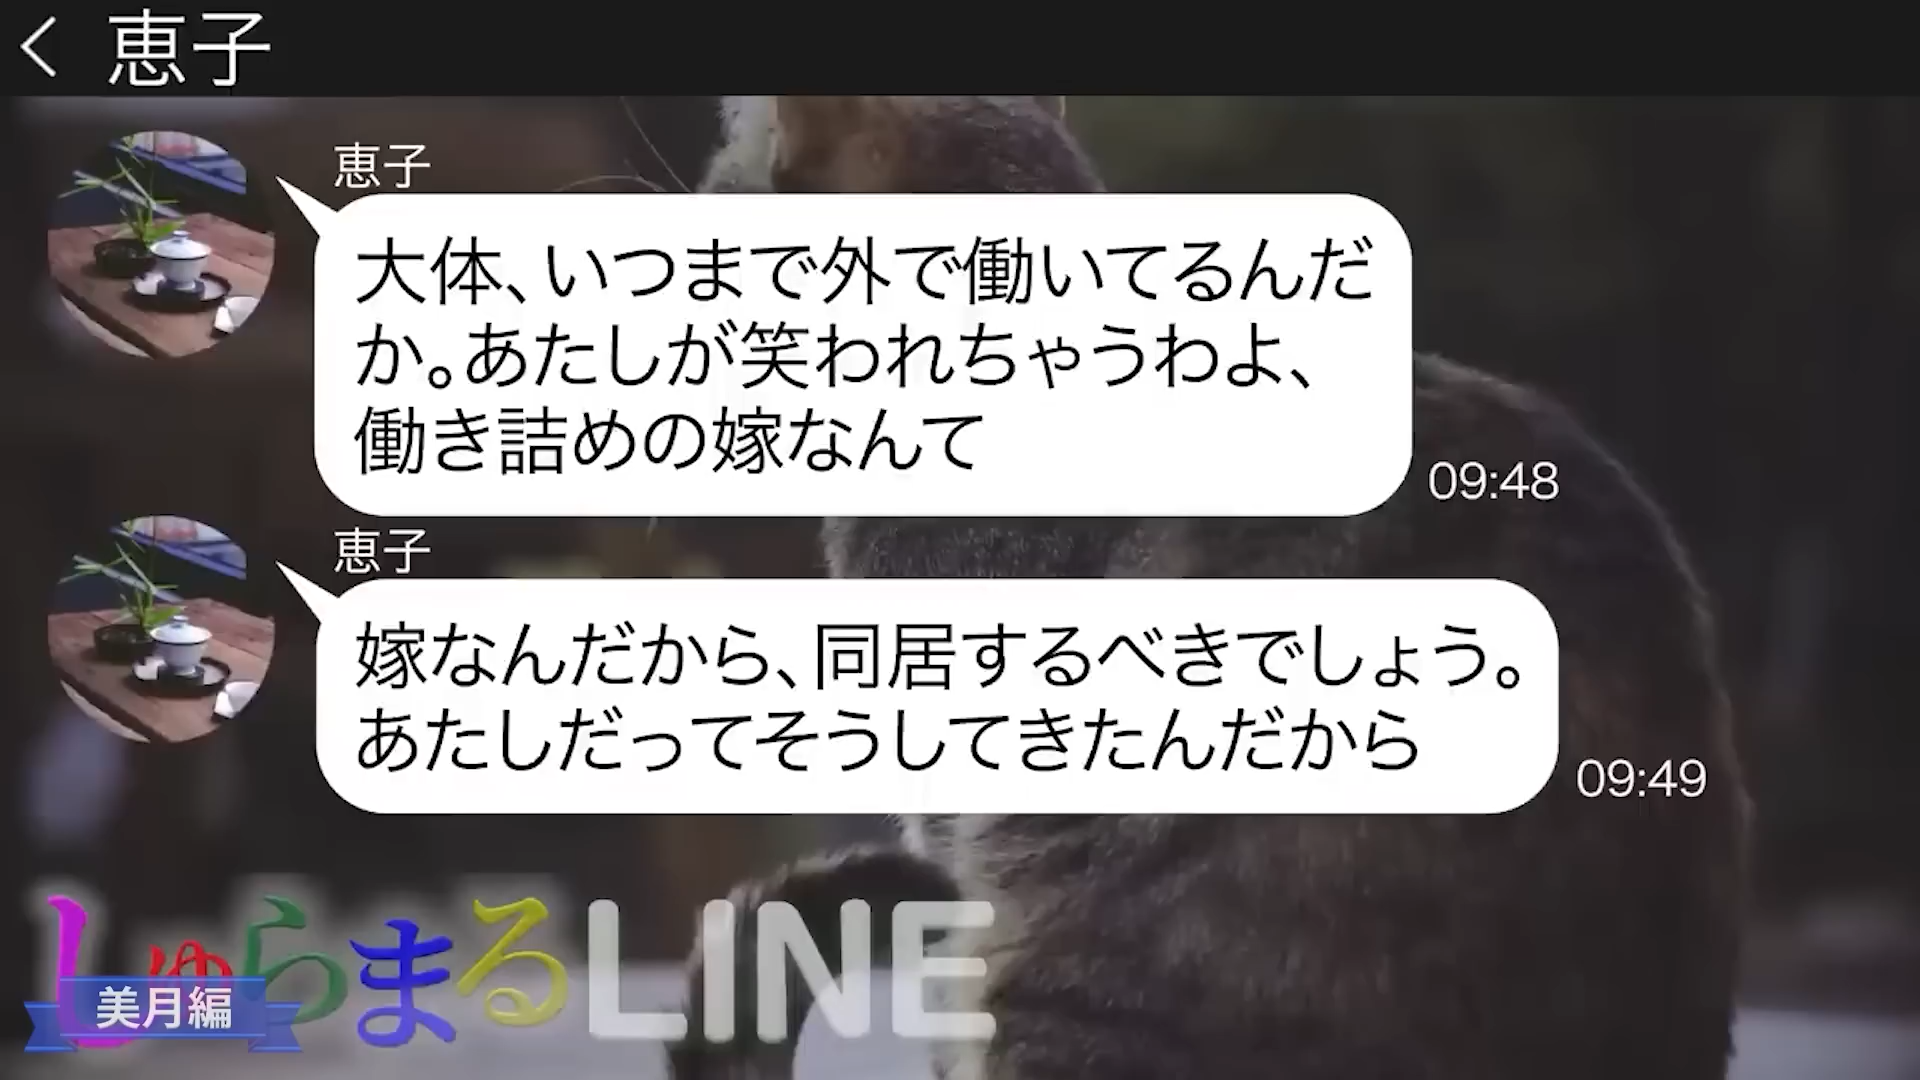 恵子
恵子
大体、いつまで外で働いてるんだ
か。あたしが笑われちゃうわよ、
働き詰めの嫁なんて
09:48
恵子
嫁なんだから、同居するべきでしょう。
あたしだってそうしてきたんだから
09:49
しゅらまるLINE
美月編